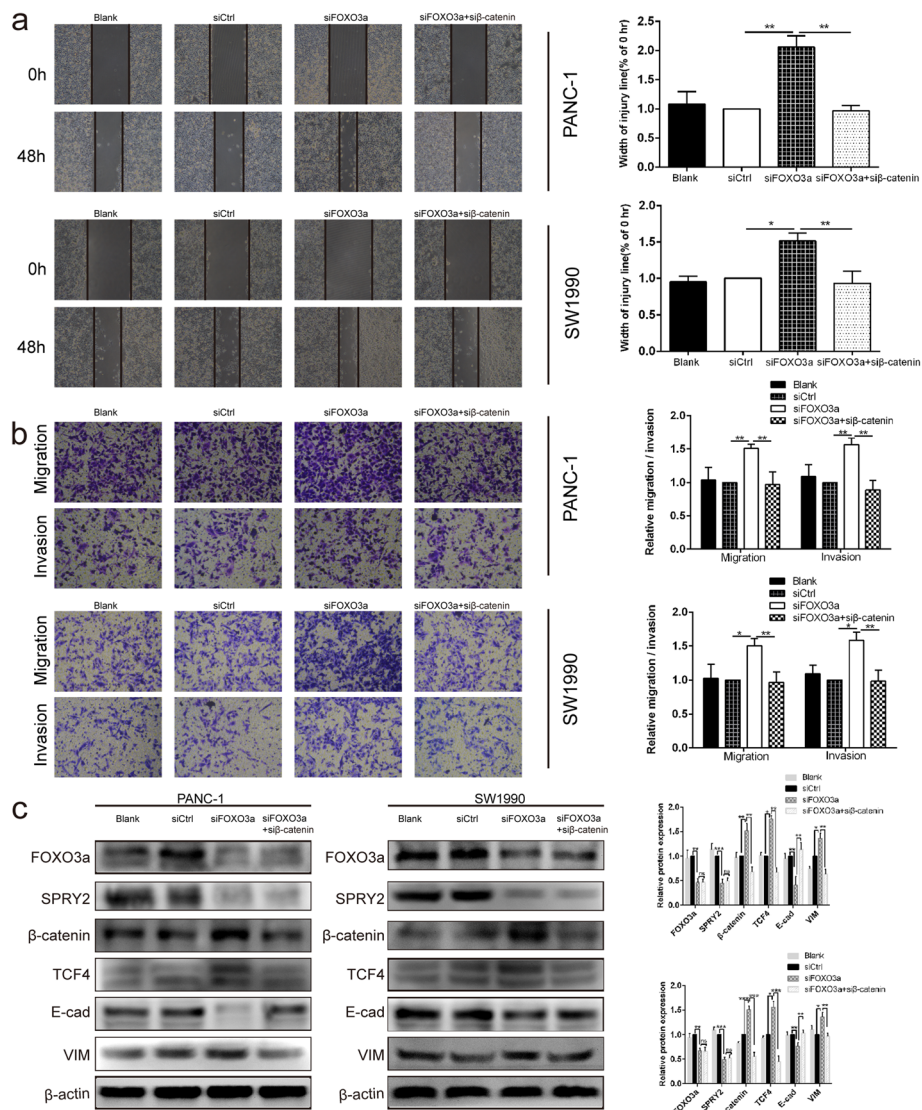 a
Blank siCtrl siFOXO3a siFOXO3a+siβ-catenin
0h
48h
PANC-1
Blank siCtrl siFOXO3a siFOXO3a+siβ-catenin
0h
48h
SW1990
Width of injury line(% of 0 hr)
2.5
2.0
1.5
1.0
0.5
0.0
** **
Blank siCtrl siFOXO3a siFOXO3a+siβ-catenin
Width of injury line(% of 0 hr)
2.0
1.5
1.0
0.5
0.0
* **
Blank siCtrl siFOXO3a siFOXO3a+siβ-catenin
b
Blank siCtrl siFOXO3a siFOXO3a+siβ-catenin
Migration
Invasion
PANC-1
Blank siCtrl siFOXO3a siFOXO3a+siβ-catenin
Migration
Invasion
SW1990
Blank
siCtrl
siFOXO3a
siFOXO3a+siβ-catenin
Relative migration / invasion
2.0
1.5
1.0
0.5
0.0
** ** ** **
Migration Invasion
Blank
siCtrl
siFOXO3a
siFOXO3a+siβ-catenin
Relative migration / invasion
2.0
1.5
1.0
0.5
0.0
* ** * **
Migration Invasion
c
PANC-1
Blank siCtrl siFOXO3a siFOXO3a
+siβ-catenin
FOXO3a
SPRY2
β-catenin
TCF4
E-cad
VIM
β-actin
SW1990
Blank siCtrl siFOXO3a siFOXO3a
+siβ-catenin
FOXO3a
SPRY2
β-catenin
TCF4
E-cad
VIM
β-actin
Blank
siCtrl
siFOXO3a
siFOXO3a+siβ-catenin
Relative protein expression
2.0
1.5
1.0
0.5
0.0
FOXO3a SPRY2 β-catenin TCF4 E-cad VIM
Blank
siCtrl
siFOXO3a
siFOXO3a+siβ-catenin
Relative protein expression
2.0
1.5
1.0
0.5
0.0
FOXO3a SPRY2 β-catenin TCF4 E-cad VIM